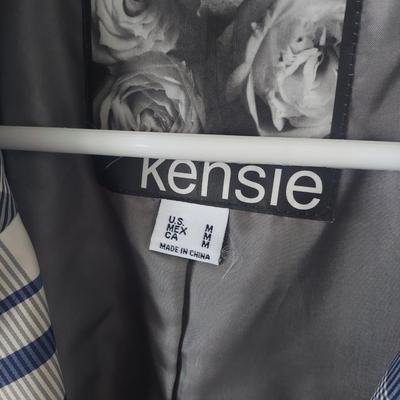 kensie
U.S. M
MEX M
CA M
MADE IN CHINA